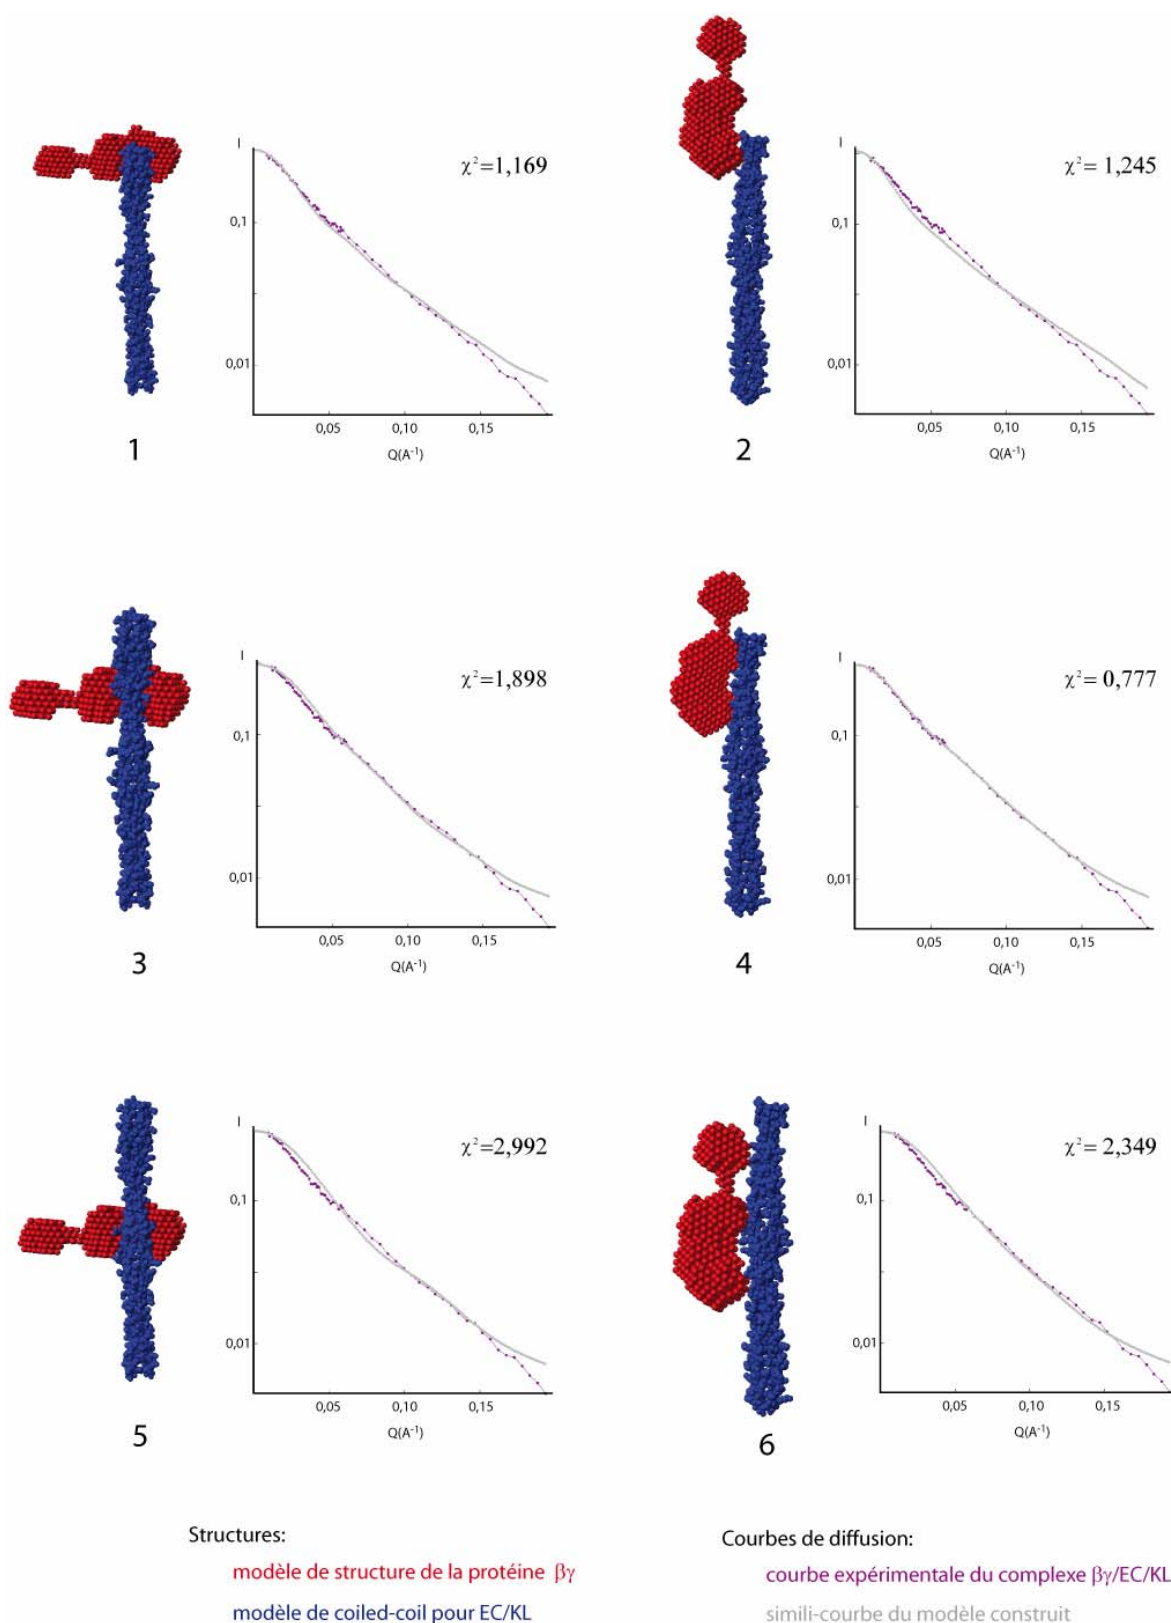 I
χ²=1,169
0,1
0,01
0,05 0,10 0,15
Q(A⁻¹)
1
I
χ²= 1,245
0,1
0,01
0,05 0,10 0,15
Q(A⁻¹)
2
I
χ²=1,898
0,1
0,01
0,05 0,10 0,15
Q(A⁻¹)
3
I
χ²= 0,777
0,1
0,01
0,05 0,10 0,15
Q(A⁻¹)
4
I
χ²=2,992
0,1
0,01
0,05 0,10 0,15
Q(A⁻¹)
5
I
χ²= 2,349
0,1
0,01
0,05 0,10 0,15
Q(A⁻¹)
6
Structures:
modèle de structure de la protéine βγ
modèle de coiled-coil pour EC/KL
Courbes de diffusion:
courbe expérimentale du complexe βγ/EC/KL
simili-courbe du modèle construit